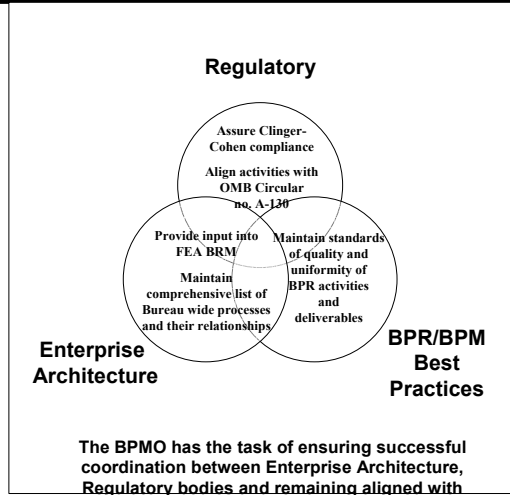 Regulatory
Assure Clinger-
Cohen compliance
Align activities with
OMB Circular
no. A-130
Provide input into
FEA BRM
Maintain
comprehensive list of
Bureau wide processes
and their relationships
Maintain standards
of quality and
uniformity of
BPR activities
and
deliverables
Enterprise
Architecture
BPR/BPM
Best
Practices
The BPMO has the task of ensuring successful
coordination between Enterprise Architecture,
Regulatory bodies and remaining aligned with